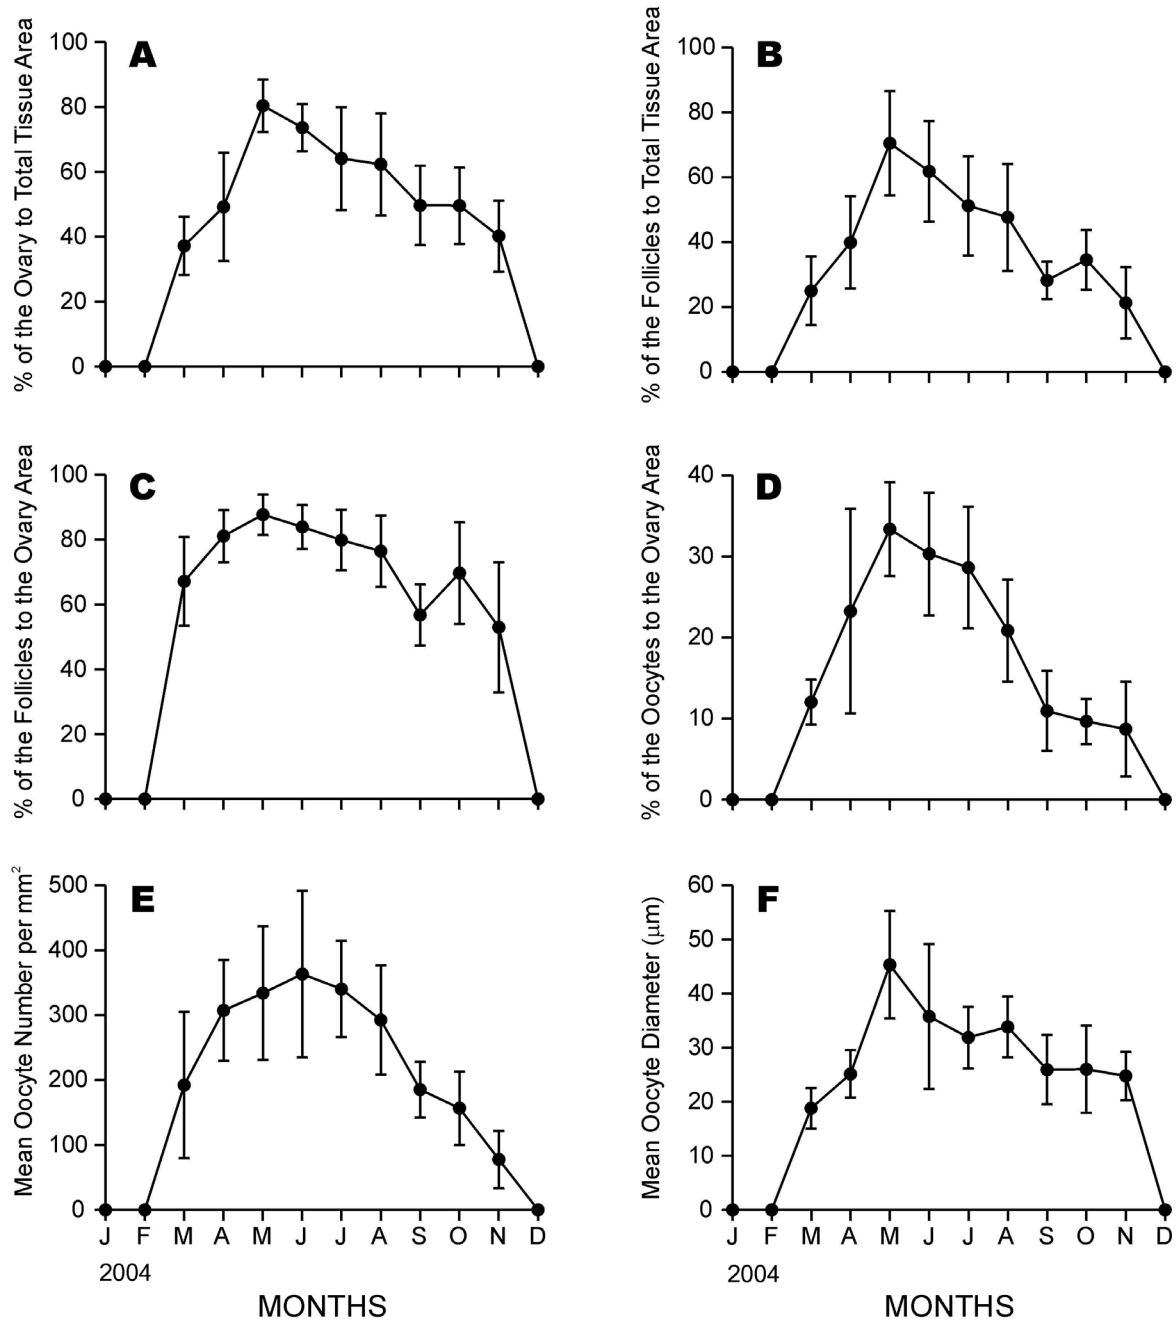 % of the Ovary to Total Tissue Area
100
80
60
40
20
0
A
% of the Follicles to Total Tissue Area
100
80
60
40
20
0
B
% of the Follicles to the Ovary Area
100
80
60
40
20
0
C
% of the Oocytes to the Ovary Area
40
30
20
10
0
D
Mean Oocyte Number per mm²
500
400
300
200
100
0
E
J F M A M J J A S O N D
2004
MONTHS
Mean Oocyte Diameter (μm)
60
50
40
30
20
10
0
F
J F M A M J J A S O N D
2004
MONTHS